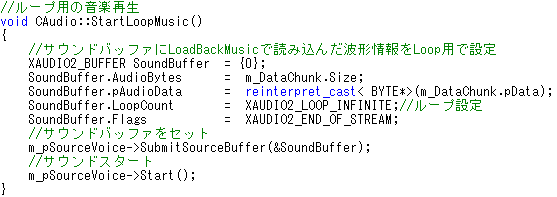 //ループ用の音楽再生
void CAudio::StartLoopMusic()
{
    //サウンドバッファにLoadBackMusicで読み込んだ波形情報をLoop用で設定
    XAUDIO2_BUFFER SoundBuffer  = {0};
    SoundBuffer.AudioBytes      =  m_DataChunk.Size;
    SoundBuffer.pAudioData      =  reinterpret_cast< BYTE*>(m_DataChunk.pData);
    SoundBuffer.LoopCount       =  XAUDIO2_LOOP_INFINITE;//ループ設定
    SoundBuffer.Flags           =  XAUDIO2_END_OF_STREAM;
    //サウンドバッファをセット
    m_pSourceVoice->SubmitSourceBuffer(&SoundBuffer);
    //サウンドスタート
    m_pSourceVoice->Start();
}